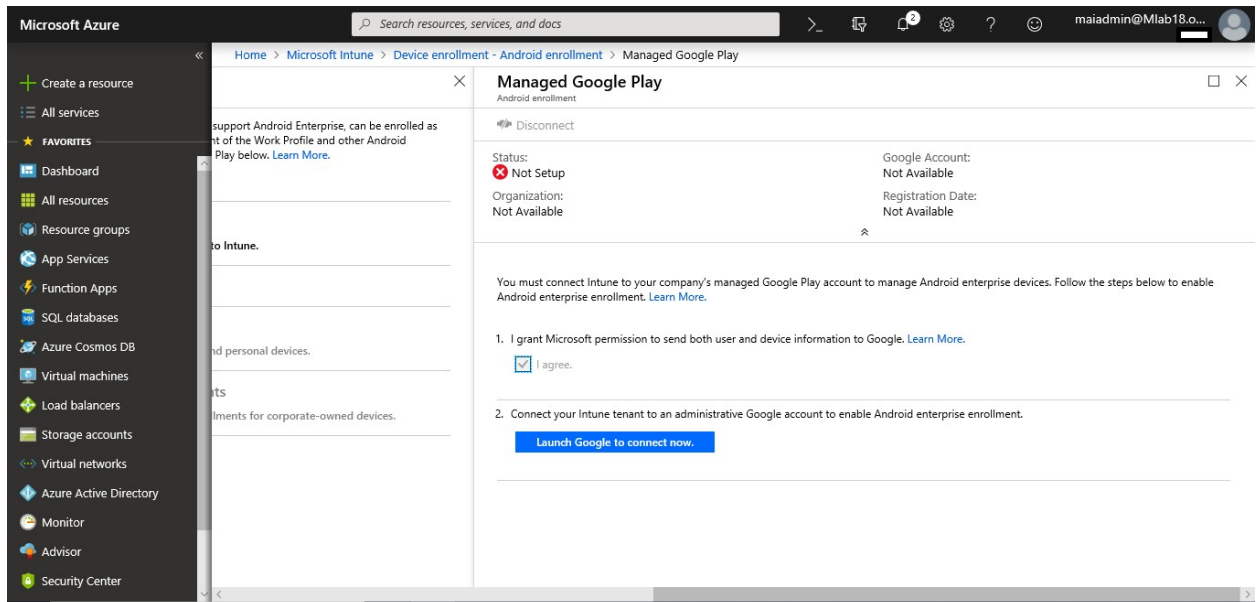 Microsoft Azure
Search resources, services, and docs
2
maiadmin@Mlab18.o...
Home > Microsoft Intune > Device enrollment - Android enrollment > Managed Google Play
Create a resource
All services
FAVORITES
Dashboard
All resources
Resource groups
App Services
Function Apps
SQL databases
Azure Cosmos DB
Virtual machines
Load balancers
Storage accounts
Virtual networks
Azure Active Directory
Monitor
Advisor
Security Center
support Android Enterprise, can be enrolled as
nt of the Work Profile and other Android
Play below. Learn More.
to Intune.
nd personal devices.
nts
llments for corporate-owned devices.
Managed Google Play
Android enrollment
Disconnect
Status:
Not Setup
Organization:
Not Available
Google Account:
Not Available
Registration Date:
Not Available
You must connect Intune to your company's managed Google Play account to manage Android enterprise devices. Follow the steps below to enable
Android enterprise enrollment. Learn More.
1. I grant Microsoft permission to send both user and device information to Google. Learn More.
I agree.
2. Connect your Intune tenant to an administrative Google account to enable Android enterprise enrollment.
Launch Google to connect now.